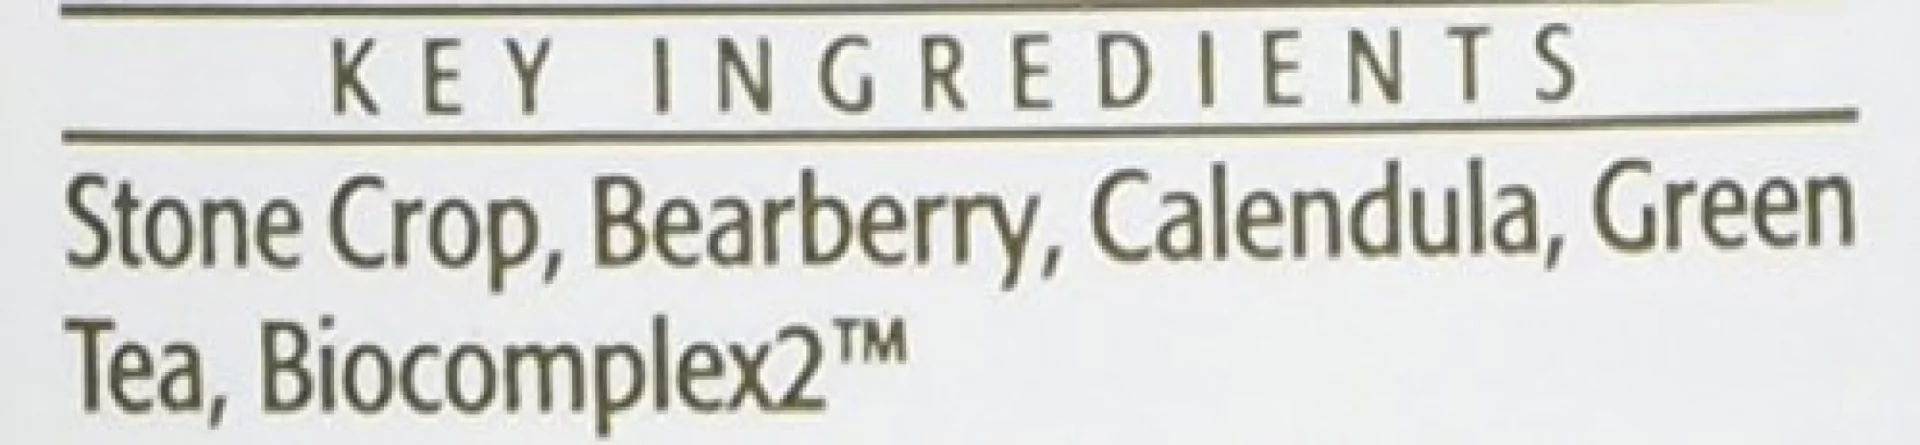 KEY INGREDIENTS
Stone Crop, Bearberry, Calendula, Green
Tea, Biocomplex2™